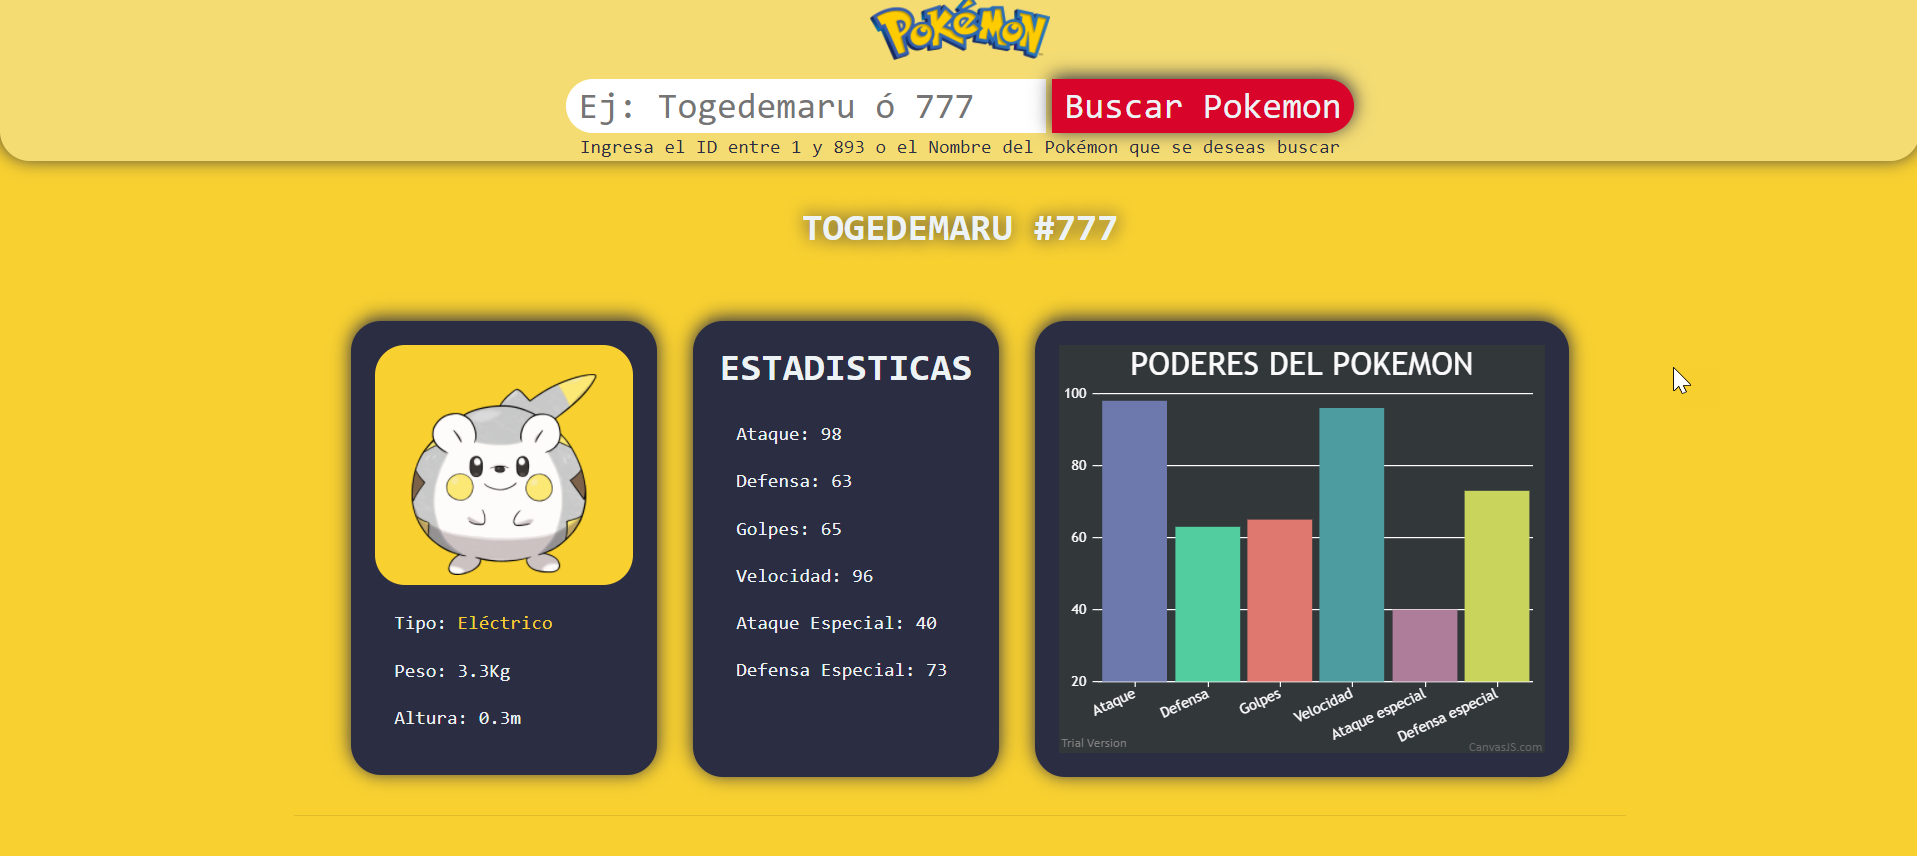 POKéMON
Ej: Togedemaru ó 777
Buscar Pokemon
Ingresa el ID entre 1 y 893 o el Nombre del Pokémon que se deseas buscar
TOGEDEMARU #777
Tipo: Eléctrico
Peso: 3.3Kg
Altura: 0.3m
ESTADISTICAS
Ataque: 98
Defensa: 63
Golpes: 65
Velocidad: 96
Ataque Especial: 40
Defensa Especial: 73
PODERES DEL POKEMON
100
80
60
40
20
Ataque
Defensa
Golpes
Velocidad
Ataque especial
Defensa especial
Trial Version
CanvasJS.com